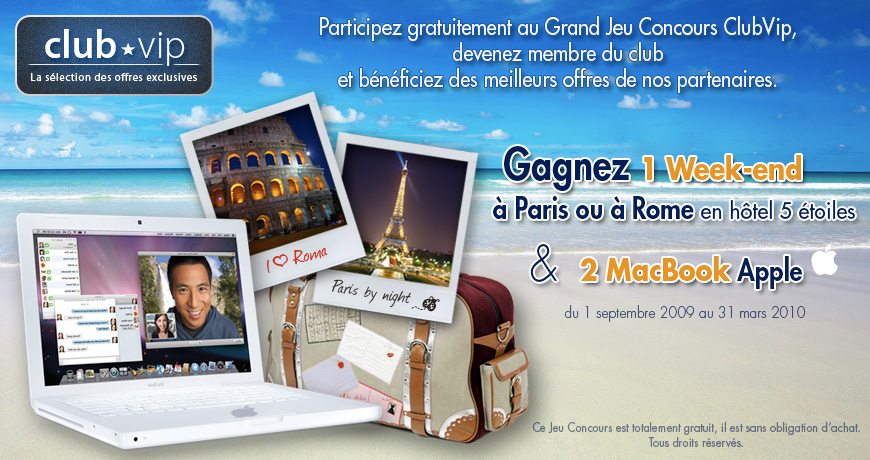 club★vip
La sélection des offres exclusives
Participez gratuitement au Grand Jeu Concours ClubVip,
devenez membre du club
et bénéficiez des meilleurs offres de nos partenaires.
Gagnez 1 Week-end
à Paris ou à Rome en hôtel 5 étoiles
& 2 MacBook Apple
du 1 septembre 2009 au 31 mars 2010
I ♡ Roma
Paris by night
MacBook
Ce Jeu Concours est totalement gratuit, il est sans obligation d'achat.
Tous droits réservés.